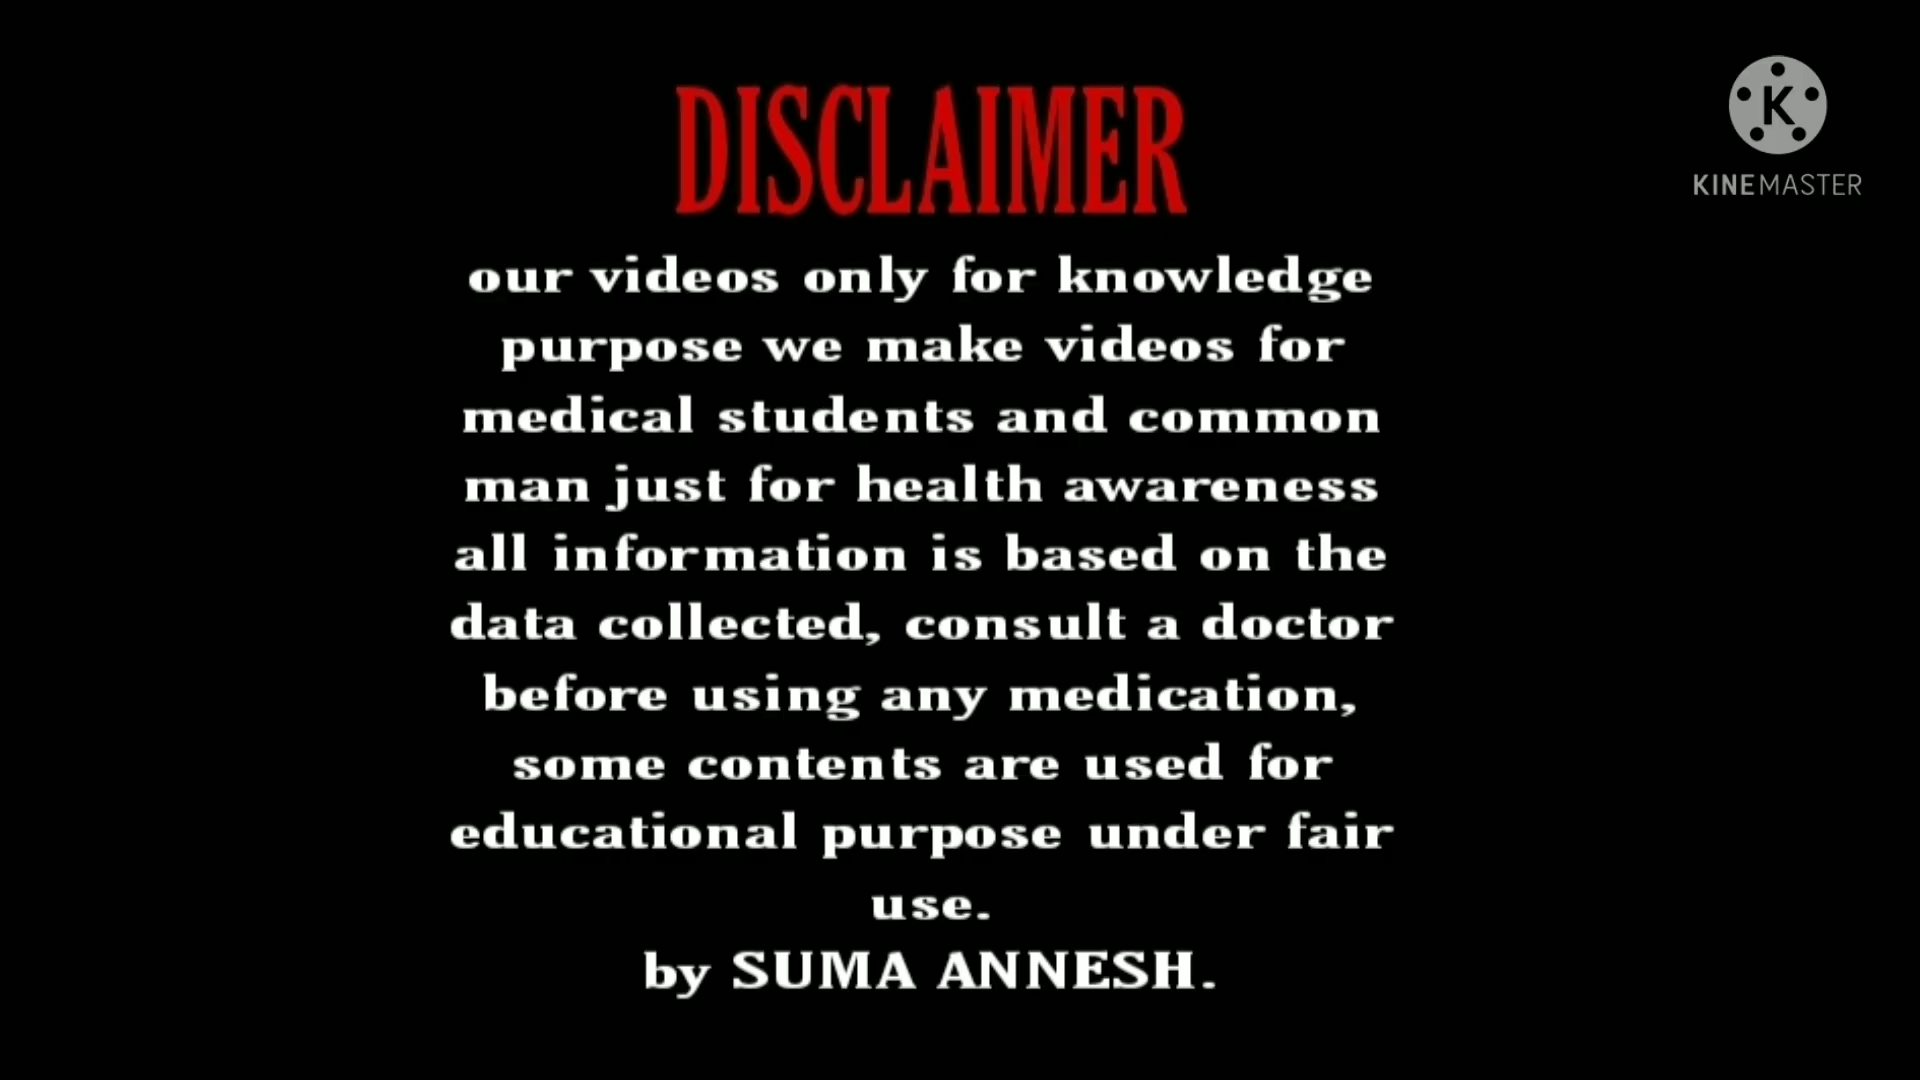 DISCLAIMER
K
KINEMASTER
our videos only for knowledge
purpose we make videos for
medical students and common
man just for health awareness
all information is based on the
data collected, consult a doctor
before using any medication,
some contents are used for
educational purpose under fair
use.
by SUMA ANNESH.